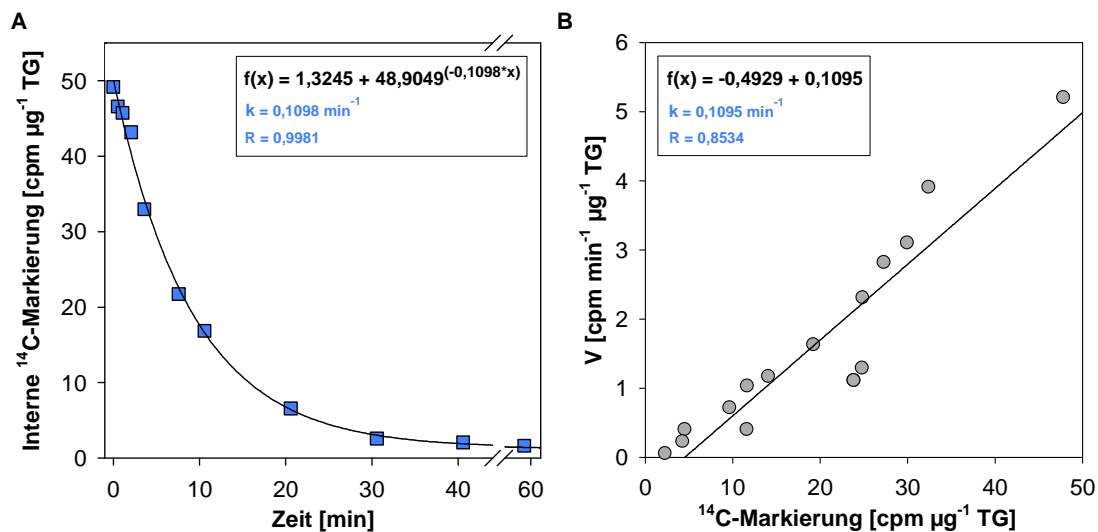 A
Interne ¹⁴C-Markierung [cpm µg⁻¹ TG]
60
50
40
30
20
10
0
f(x) = 1,3245 + 48,9049⁽⁻⁰,¹⁰⁹⁸*ˣ⁾
k = 0,1098 min⁻¹
R = 0,9981
0
10
20
30
40
60
Zeit [min]
B
V [cpm min⁻¹ µg⁻¹ TG]
6
5
4
3
2
1
0
f(x) = -0,4929 + 0,1095
k = 0,1095 min⁻¹
R = 0,8534
0
10
20
30
40
50
¹⁴C-Markierung [cpm µg⁻¹ TG]